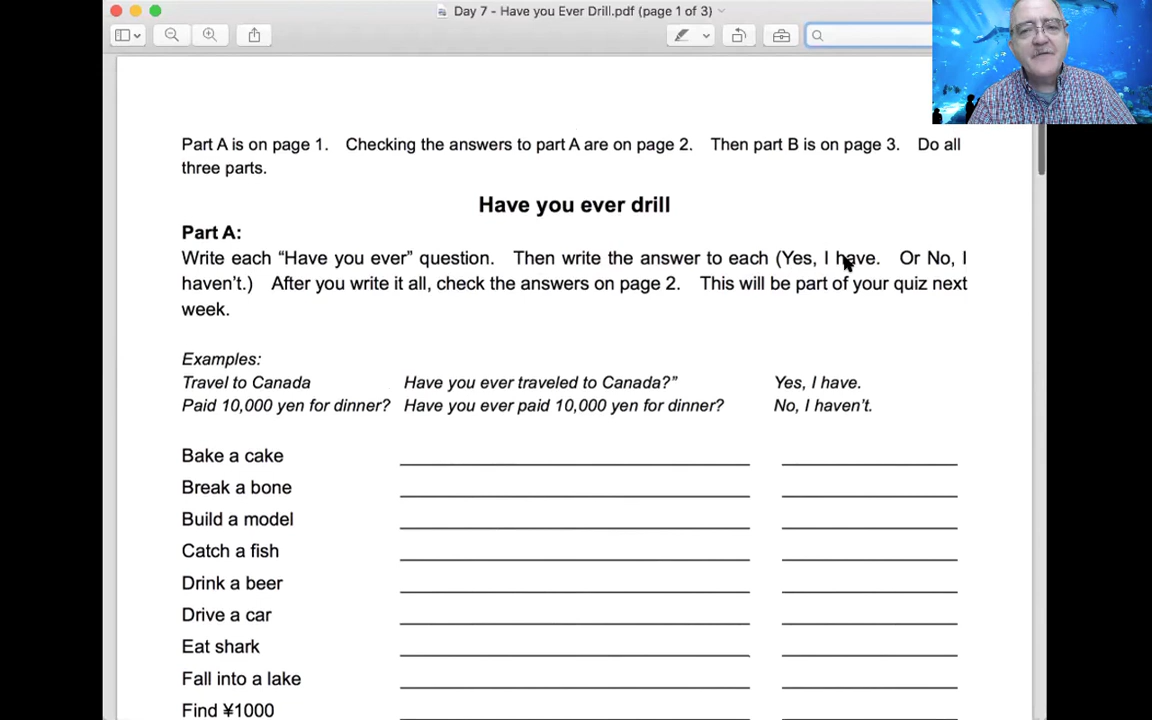 Day 7 - Have you Ever Drill.pdf (page 1 of 3)
Part A is on page 1. Checking the answers to part A are on page 2. Then part B is on page 3. Do all
three parts.
Have you ever drill
Part A:
Write each “Have you ever” question. Then write the answer to each (Yes, I have. Or No, I
haven’t.) After you write it all, check the answers on page 2. This will be part of your quiz next
week.
Examples:
Travel to Canada Have you ever traveled to Canada?” Yes, I have.
Paid 10,000 yen for dinner? Have you ever paid 10,000 yen for dinner? No, I haven’t.
Bake a cake
Break a bone
Build a model
Catch a fish
Drink a beer
Drive a car
Eat shark
Fall into a lake
Find ¥1000